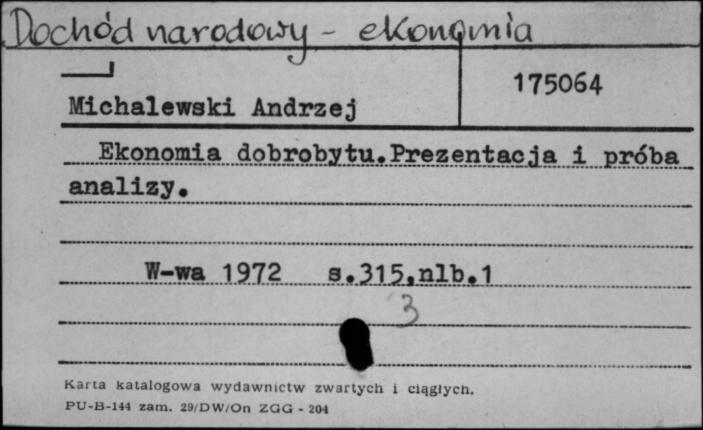 Dochód narodowy - ekonomia
175064
Michalewski Andrzej
Ekonomia dobrobytu.Prezentacja i próba
analizy.
W-wa 1972 s.315,nlb.1
3
Karta katalogowa wydawnictw zwartych i ciągłych.
PU-B-144 zam. 29/DW/On ZGG - 204